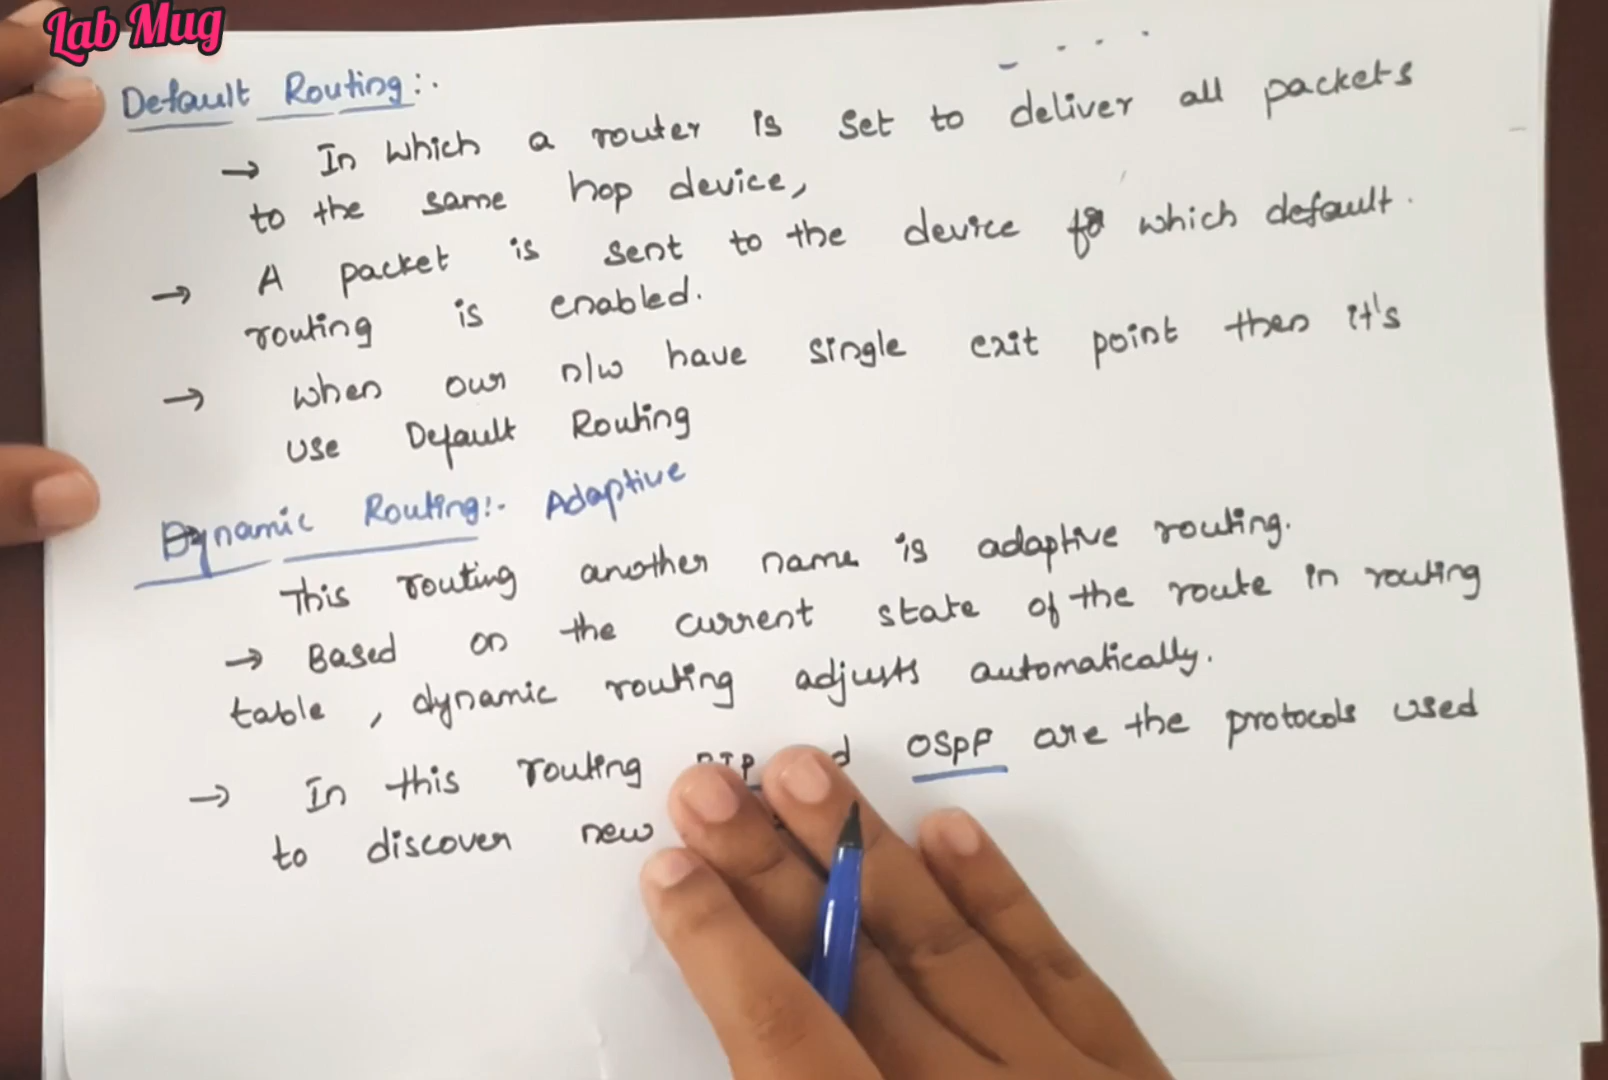 Lab Mug
Default Routing:-
→ In which a router is set to deliver all packets
to the same hop device,
→ A packet is sent to the device for which default.
routing is enabled.
→ when our n/w have single exit point then it's
use Default Routing
Dynamic Routing:- Adaptive
This routing another name is adaptive routing.
→ Based on the current state of the route in routing
table, dynamic routing adjusts automatically.
→ In this routing OSPF are the protocols used
to discover new